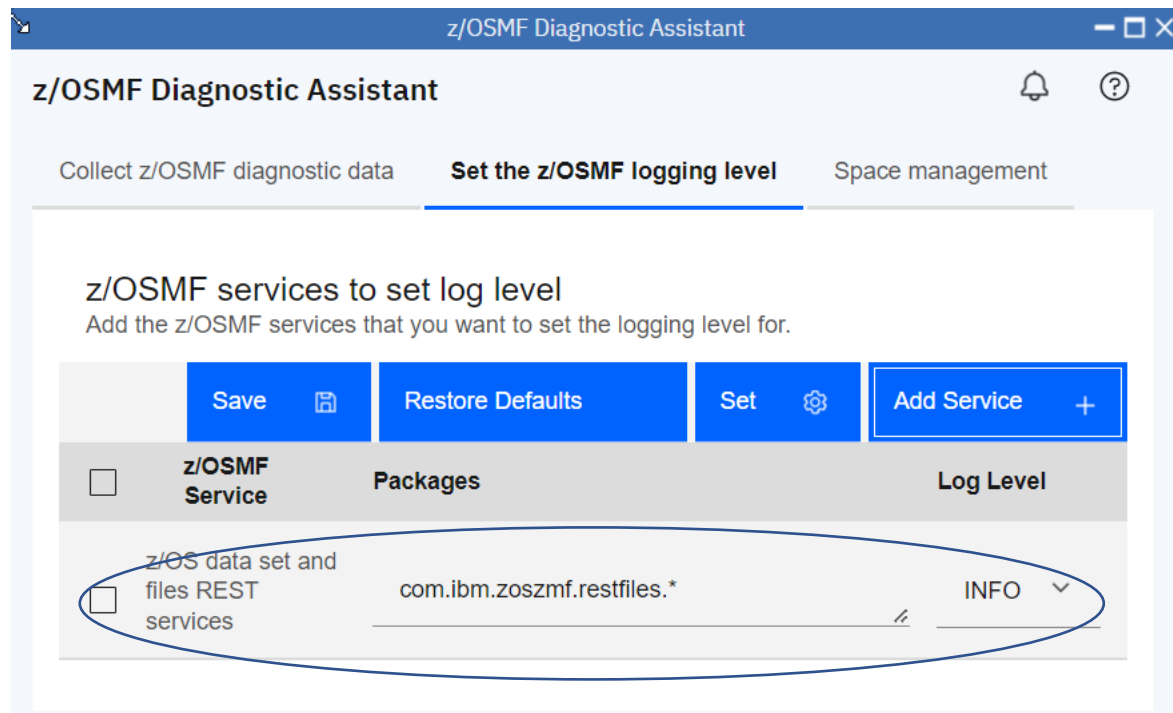 z/OSMF Diagnostic Assistant
z/OSMF Diagnostic Assistant
Collect z/OSMF diagnostic data
Set the z/OSMF logging level
Space management
z/OSMF services to set log level
Add the z/OSMF services that you want to set the logging level for.
Save
Restore Defaults
Set
Add Service
z/OSMF
Service
Packages
Log Level
z/OS data set and
files REST
services
com.ibm.zoszmf.restfiles.*
INFO